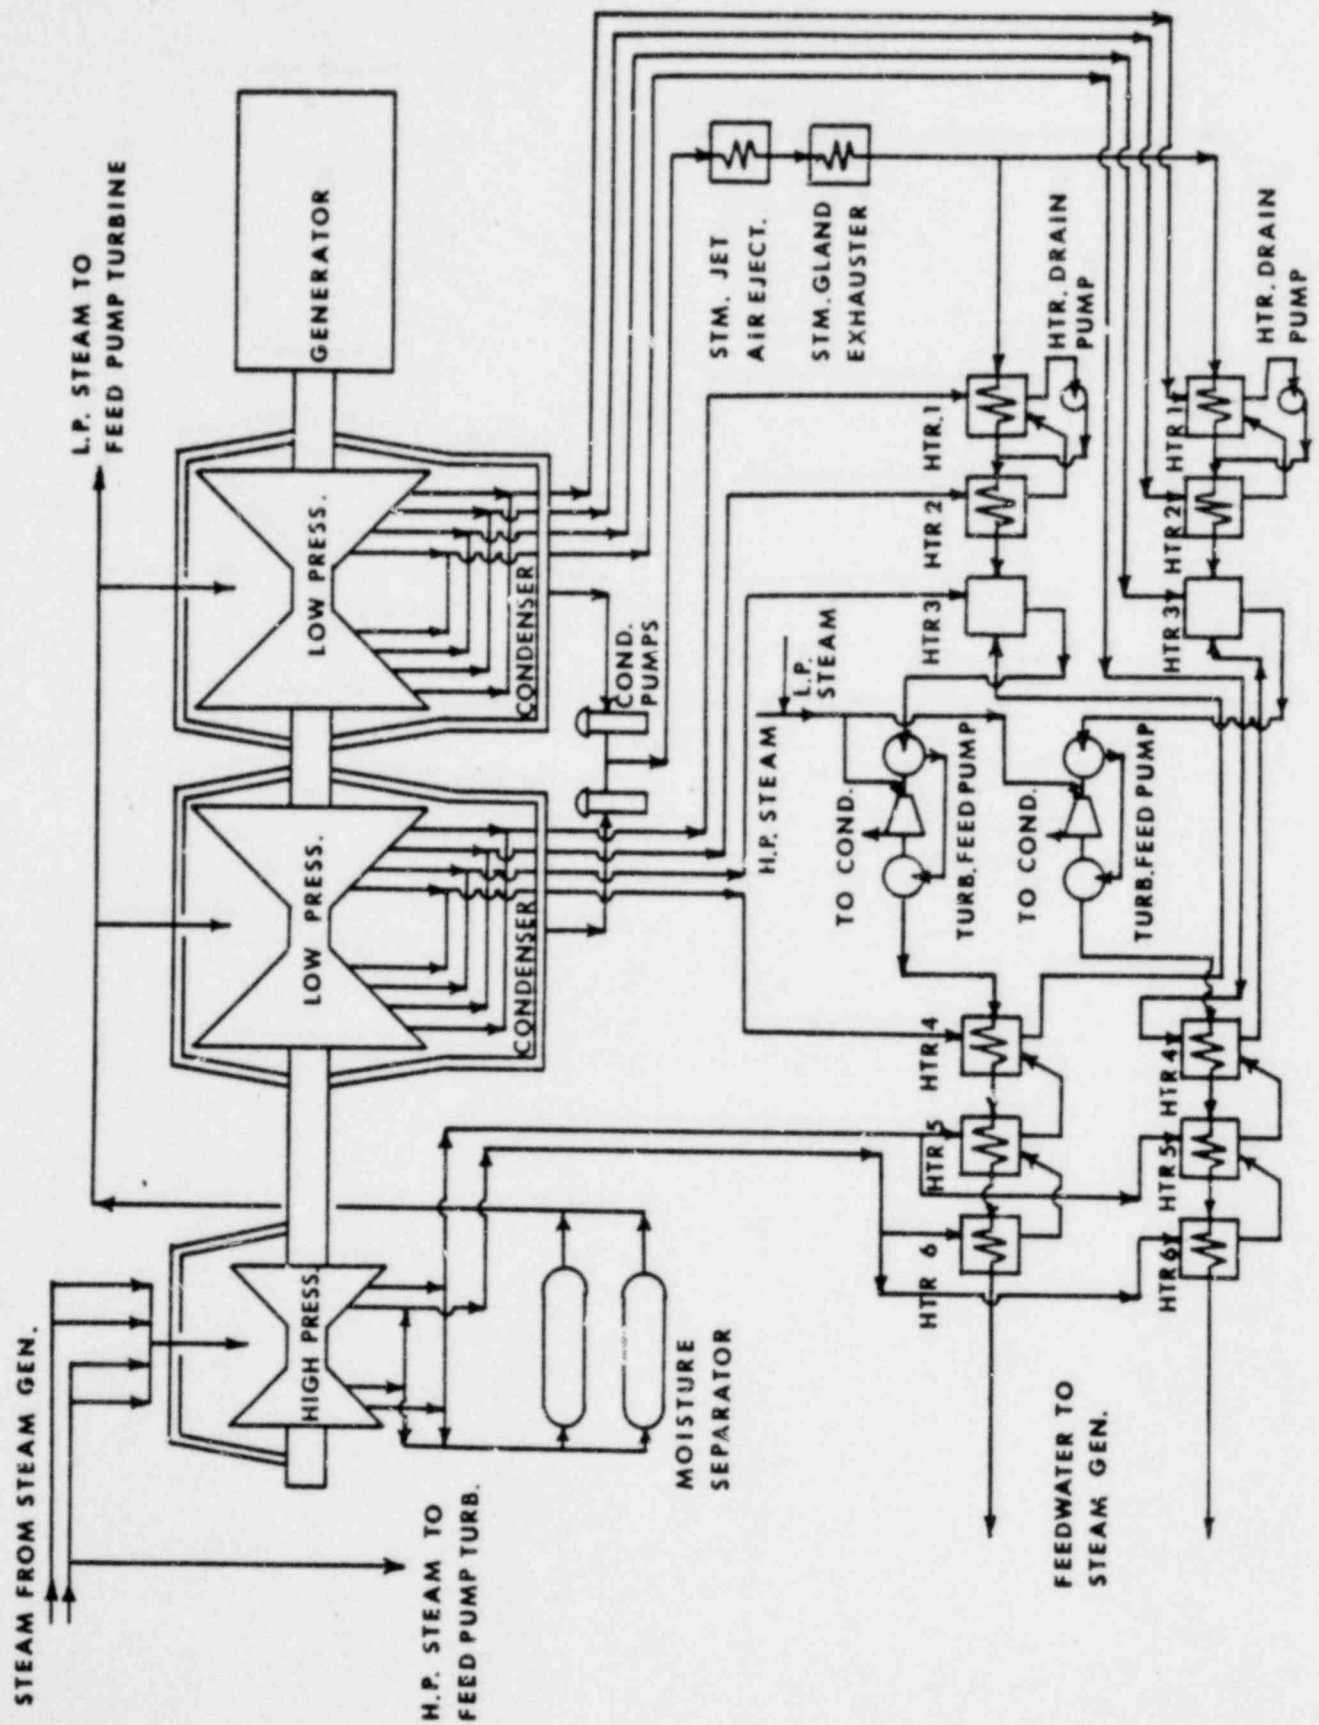 STEAM FROM STEAM GEN.
H.P. STEAM TO
FEED PUMP TURB.
HIGH PRESS.
MOISTURE
SEPARATOR
LOW PRESS.
CONDENSER
LOW PRESS.
CONDENSER
GENERATOR
L.P. STEAM TO
FEED PUMP TURBINE
COND.
PUMPS
STM. JET
AIR EJECT.
STM. GLAND
EXHAUSTER
H.P. STEAM
L.P.
STEAM
TO COND.
TURB. FEED PUMP
TO COND.
TURB. FEED PUMP
HTR 6
HTR 5
HTR 4
HTR 3
HTR 2
HTR. 1
HTR. DRAIN
PUMP
HTR 6
HTR 5
HTR 4
HTR 3
HTR 2
HTR 1
HTR. DRAIN
PUMP
FEEDWATER TO
STEAM GEN.